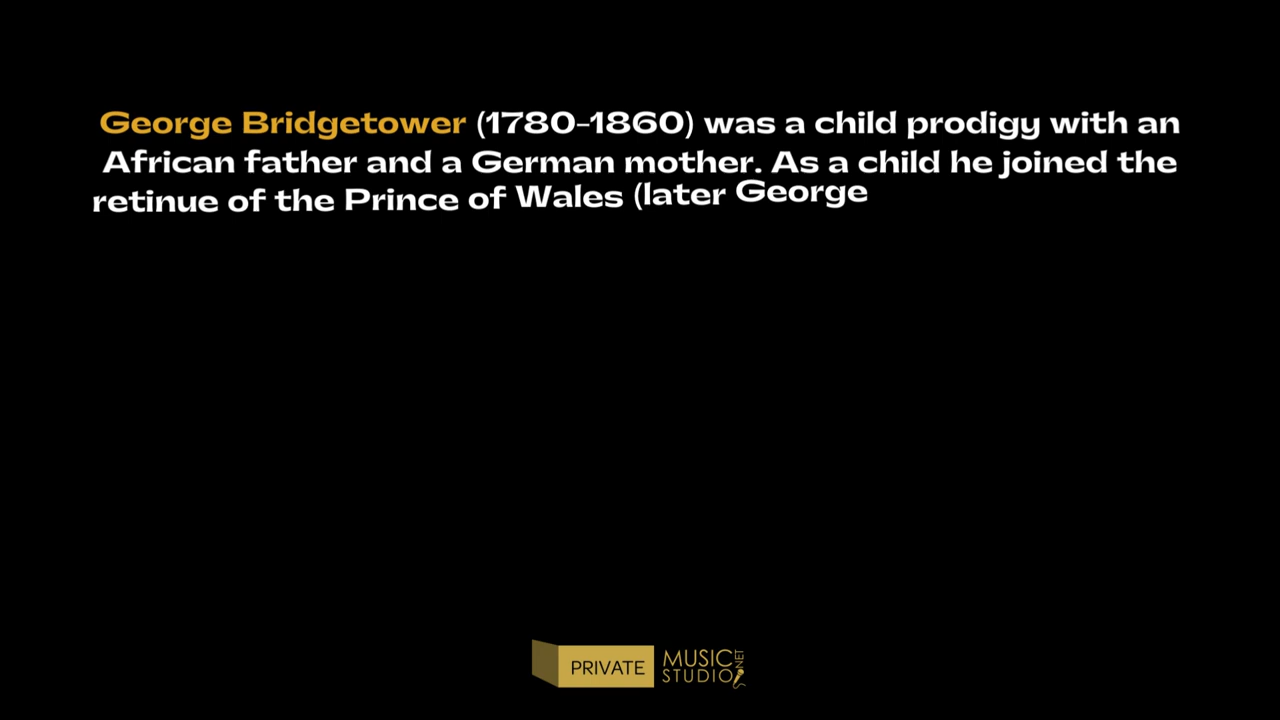 George Bridgetower (1780-1860) was a child prodigy with an
African father and a German mother. As a child he joined the
retinue of the Prince of Wales (later George
PRIVATE
MUSIC
STUDIO
.NET